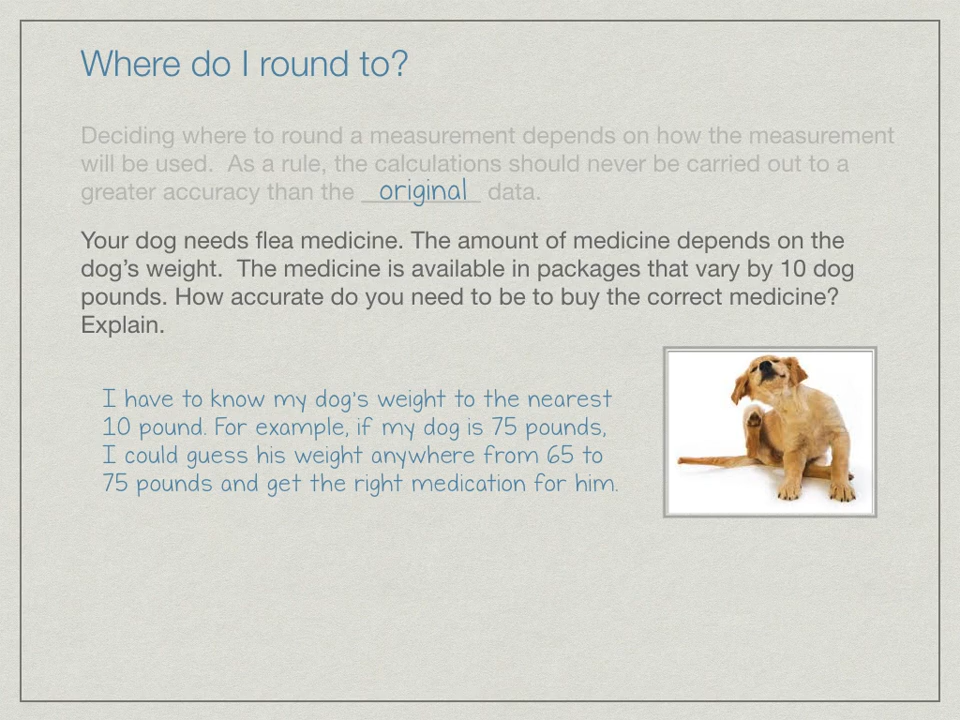 Where do I round to?
Deciding where to round a measurement depends on how the measurement
will be used.  As a rule, the calculations should never be carried out to a
greater accuracy than the original data.
Your dog needs flea medicine. The amount of medicine depends on the
dog's weight.  The medicine is available in packages that vary by 10 dog
pounds. How accurate do you need to be to buy the correct medicine?
Explain.
I have to know my dog's weight to the nearest
10 pound. For example, if my dog is 75 pounds,
I could guess his weight anywhere from 65 to
75 pounds and get the right medication for him.